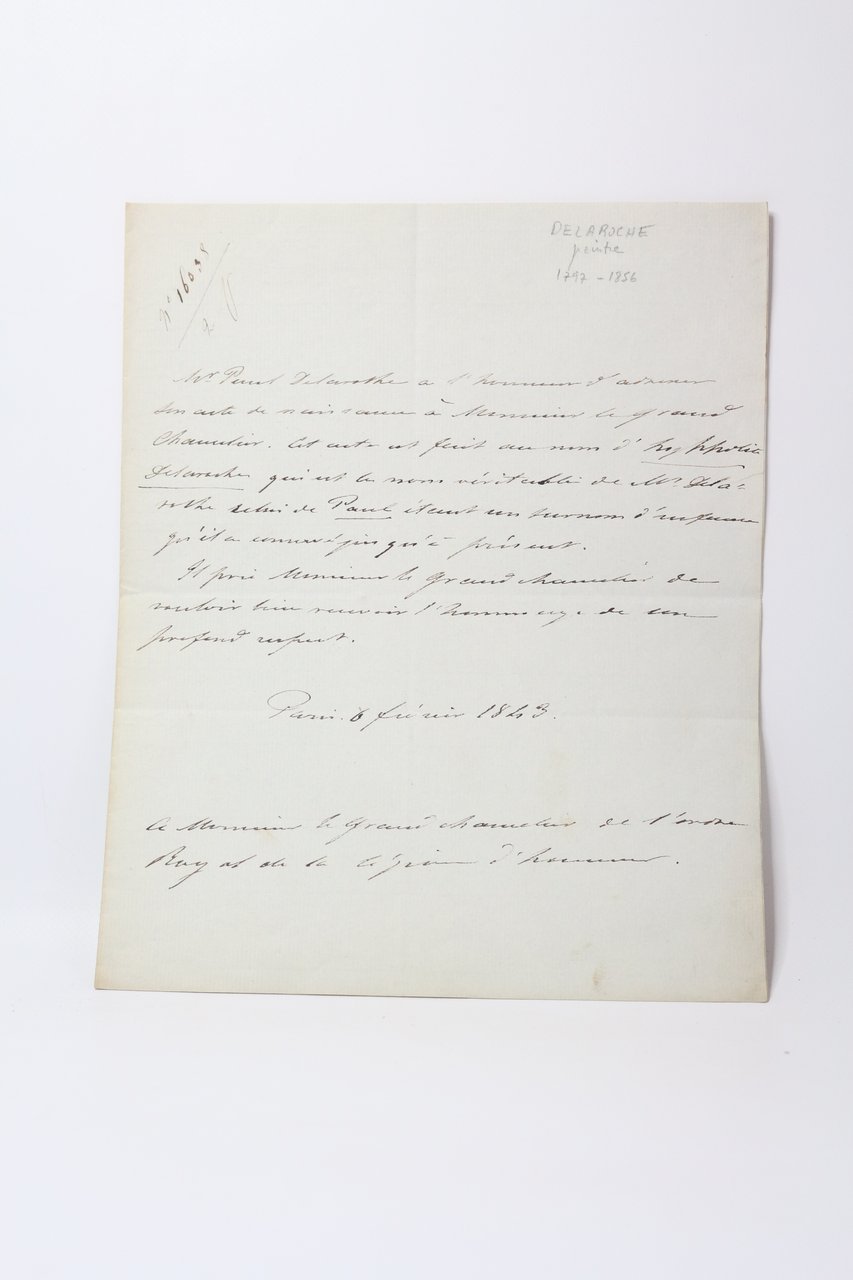 N° 16035
DELAROCHE
peintre
1797 - 1856
Mr Paul Delaroche a l'honneur d'adresser
son acte de naissance à Monsieur le Grand
Chancelier. Cet acte est fait au nom d'hyppolite
Delaroche qui est le nom véritable de Mr Dela-
roche celui de Paul étant un surnom d'enfance
qu'il a conservé jusqu'à présent.
Il prie Monsieur le Grand chancelier de
vouloir bien recevoir l'hommage de son
profond respect.
Paris. 6 février 1843.
A Monsieur le Grand chancelier de l'ordre
Royal de la légion d'honneur.